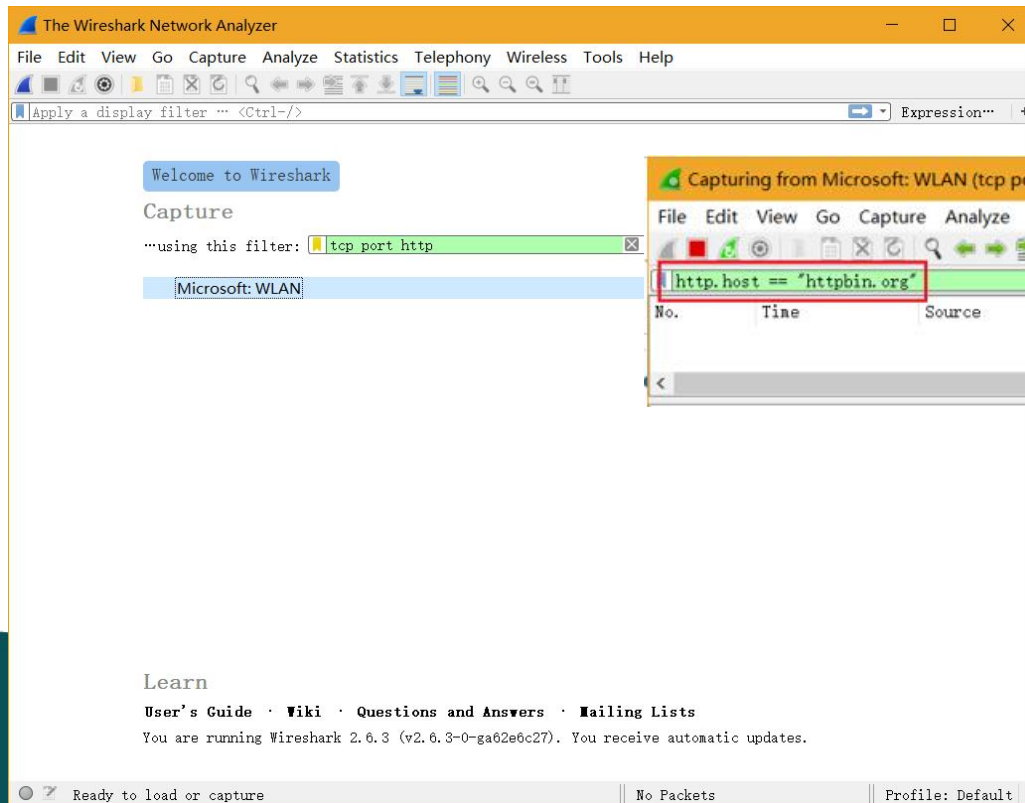 The Wireshark Network Analyzer
File Edit View Go Capture Analyze Statistics Telephony Wireless Tools Help
Apply a display filter … <Ctrl-/>
Expression…
+
Welcome to Wireshark
Capture
…using this filter: tcp port http
Microsoft: WLAN
Capturing from Microsoft: WLAN (tcp po
File Edit View Go Capture Analyze
http.host == "httpbin.org"
No. Time Source
Learn
User's Guide · Wiki · Questions and Answers · Mailing Lists
You are running Wireshark 2.6.3 (v2.6.3-0-ga62e6c27). You receive automatic updates.
Ready to load or capture
No Packets
Profile: Default